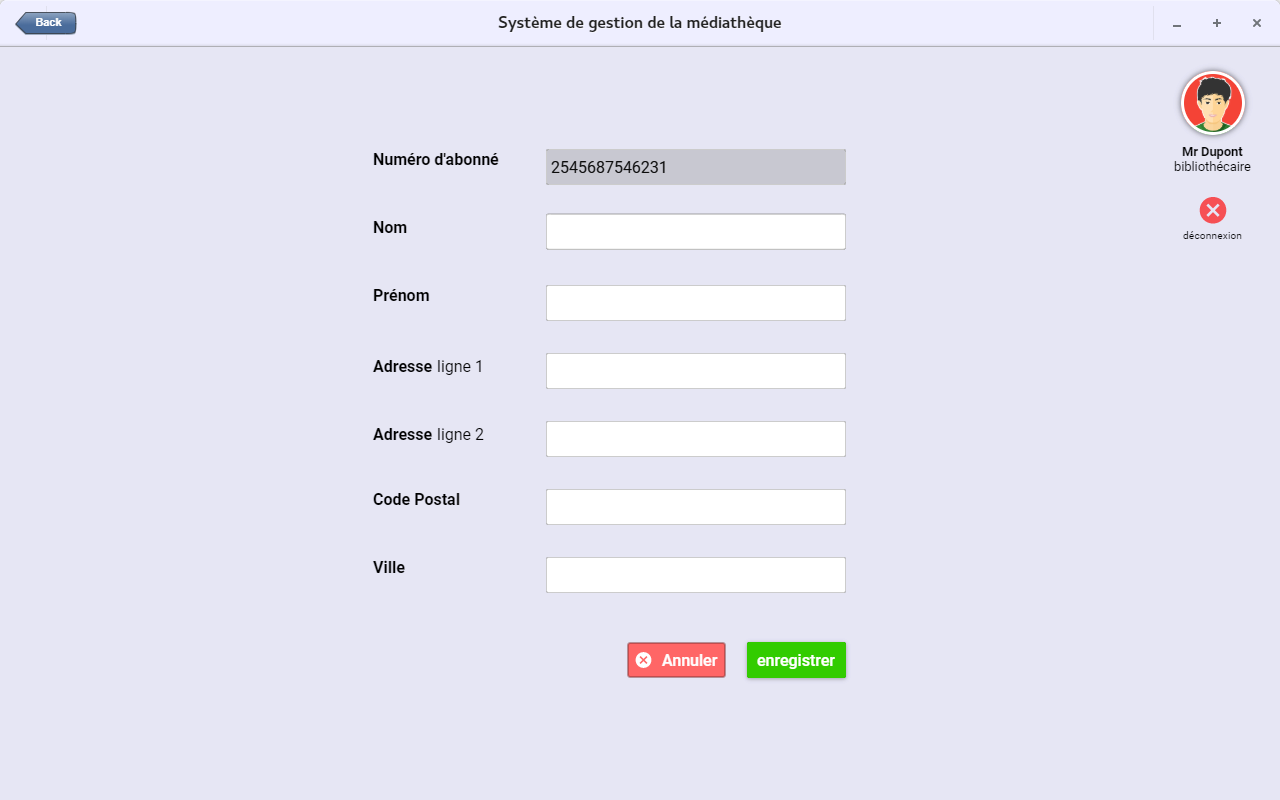 Back
Système de gestion de la médiathèque
Mr Dupont
bibliothécaire
déconnexion
Numéro d'abonné
2545687546231
Nom
Prénom
Adresse ligne 1
Adresse ligne 2
Code Postal
Ville
Annuler
enregistrer